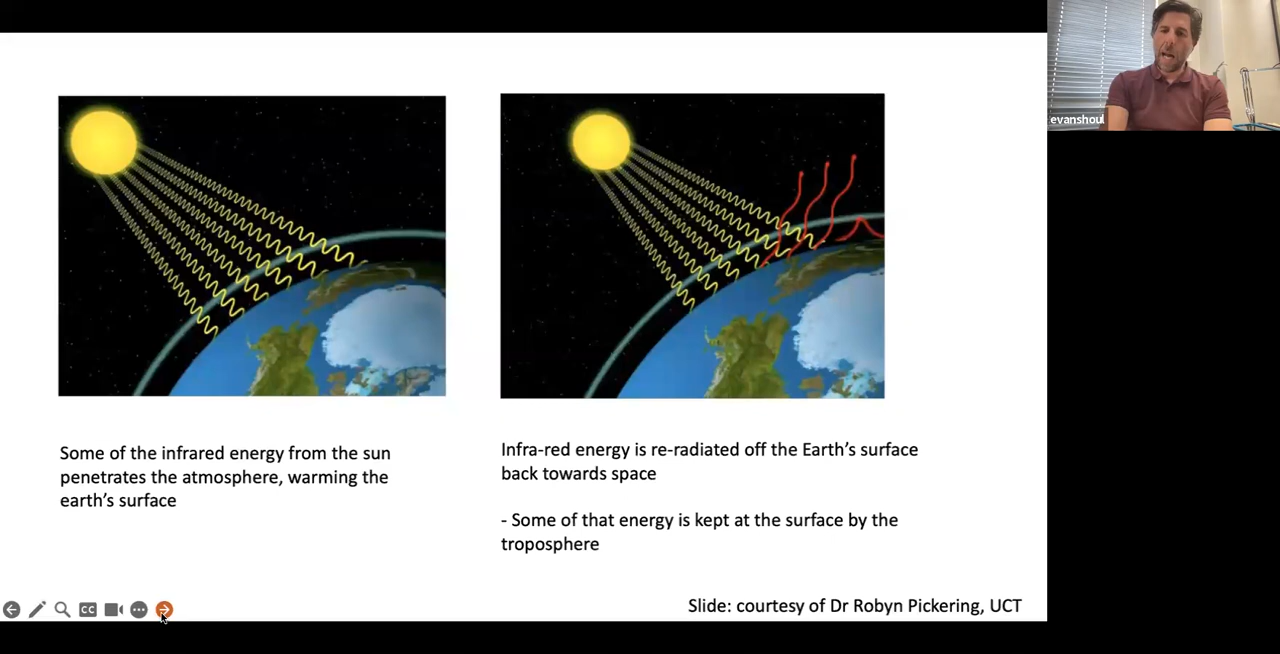 evanshoul
Some of the infrared energy from the sun
penetrates the atmosphere, warming the
earth's surface
Infra-red energy is re-radiated off the Earth's surface
back towards space
- Some of that energy is kept at the surface by the
troposphere
CC
Slide: courtesy of Dr Robyn Pickering, UCT